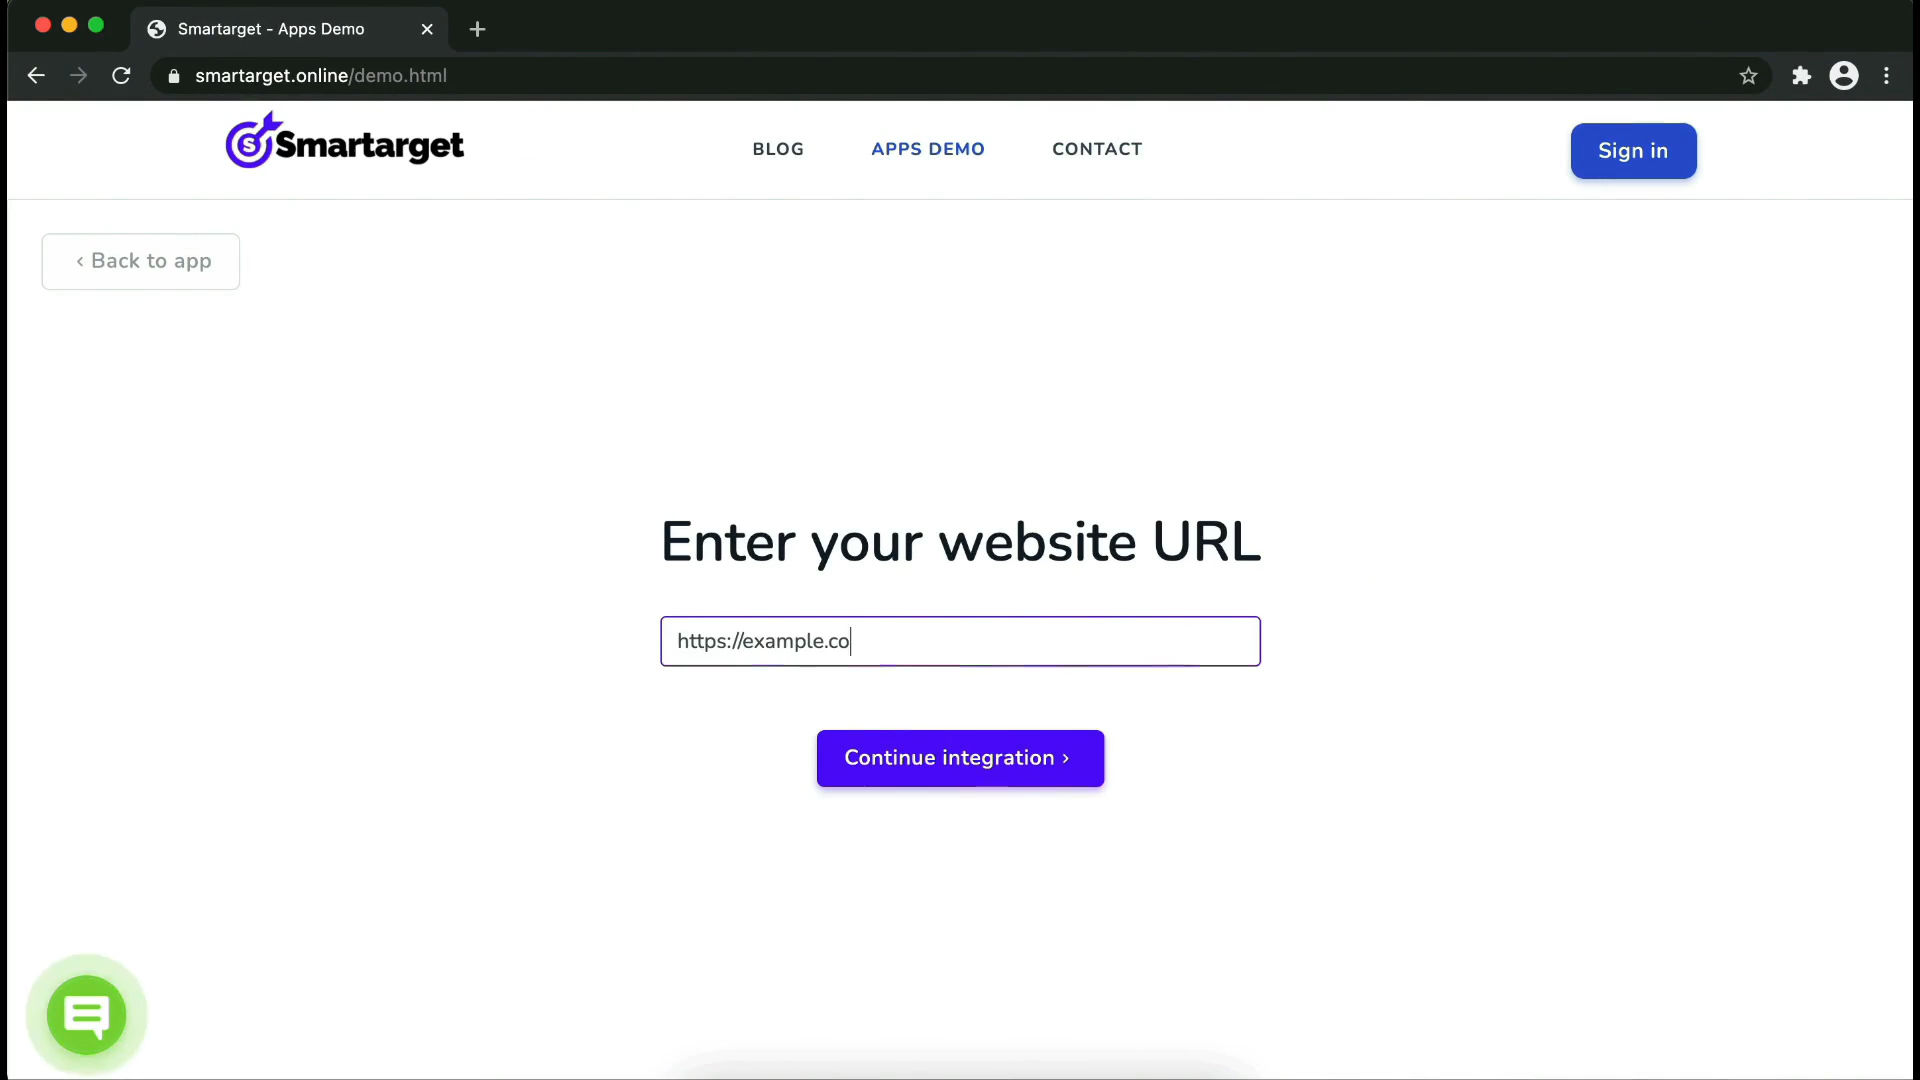 Smartarget - Apps Demo
smartarget.online/demo.html
Smartarget
BLOG
APPS DEMO
CONTACT
Sign in
‹ Back to app
Enter your website URL
https://example.co
Continue integration ›